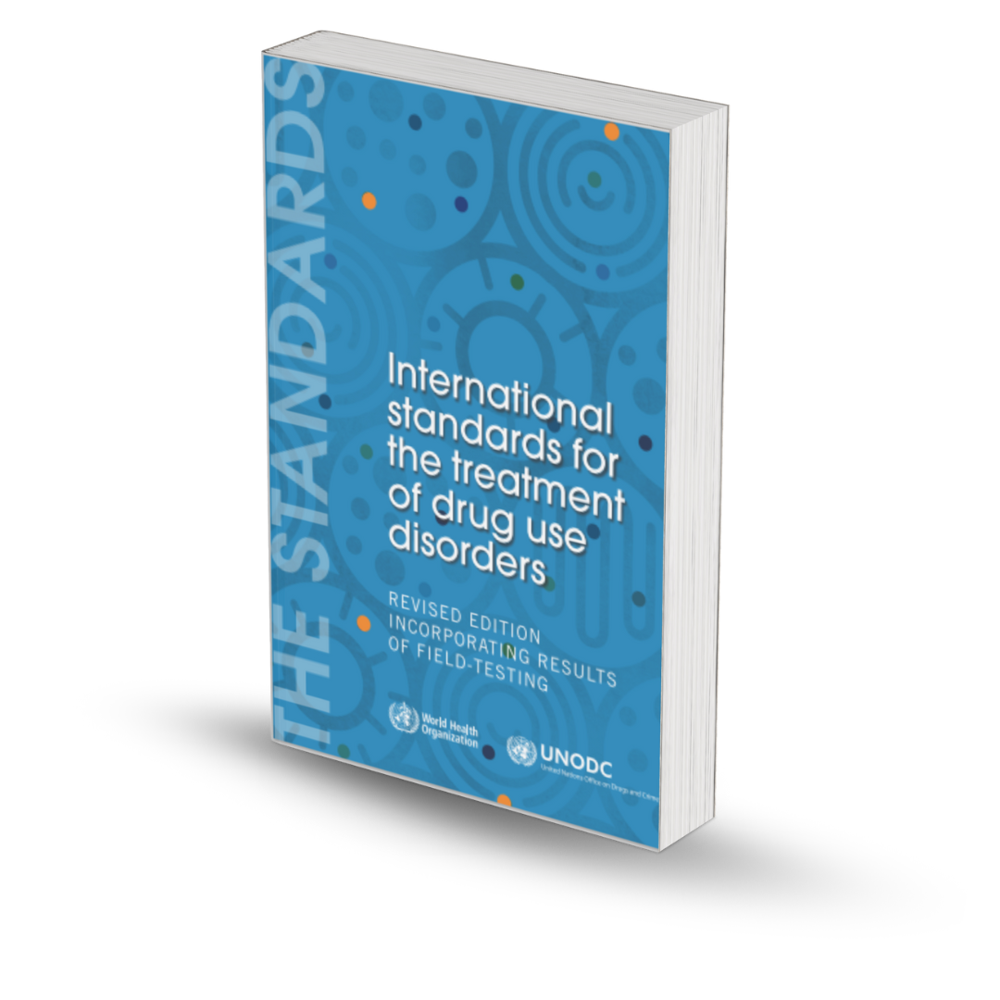 THE STANDARDS
International
standards for
the treatment
of drug use
disorders
REVISED EDITION
INCORPORATING RESULTS
OF FIELD-TESTING
World Health
Organization
UNODC
United Nations Office on Drugs and Crime